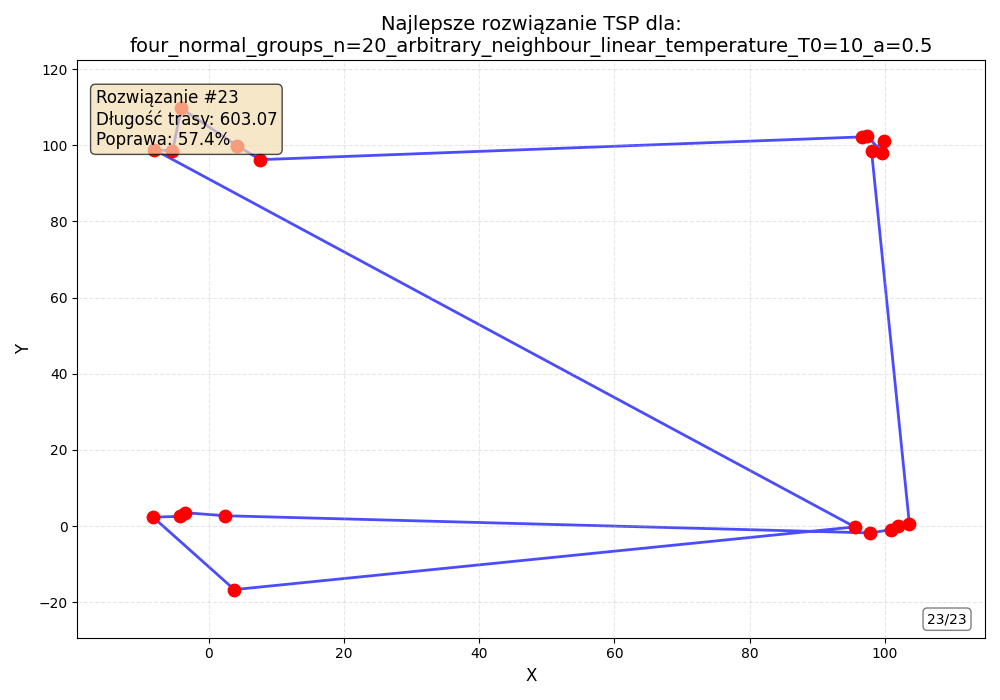 Najlepsze rozwiązanie TSP dla:
four_normal_groups_n=20_arbitrary_neighbour_linear_temperature_T0=10_a=0.5
120
Rozwiązanie #23
Długość trasy: 603.07
Poprawa: 57.4%
100
80
60
Y
40
20
0
−20
23/23
0 20 40 60 80 100
X